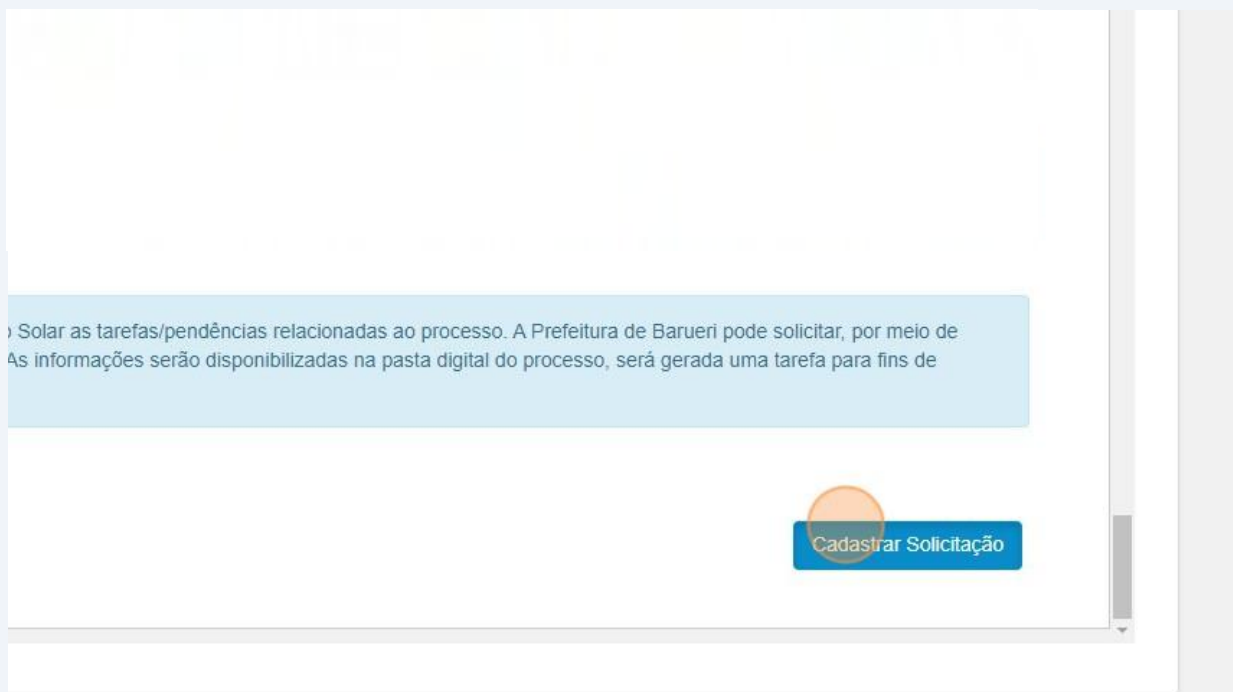 Solar as tarefas/pendências relacionadas ao processo. A Prefeitura de Barueri pode solicitar, por meio de
As informações serão disponibilizadas na pasta digital do processo, será gerada uma tarefa para fins de
Cadastrar Solicitação